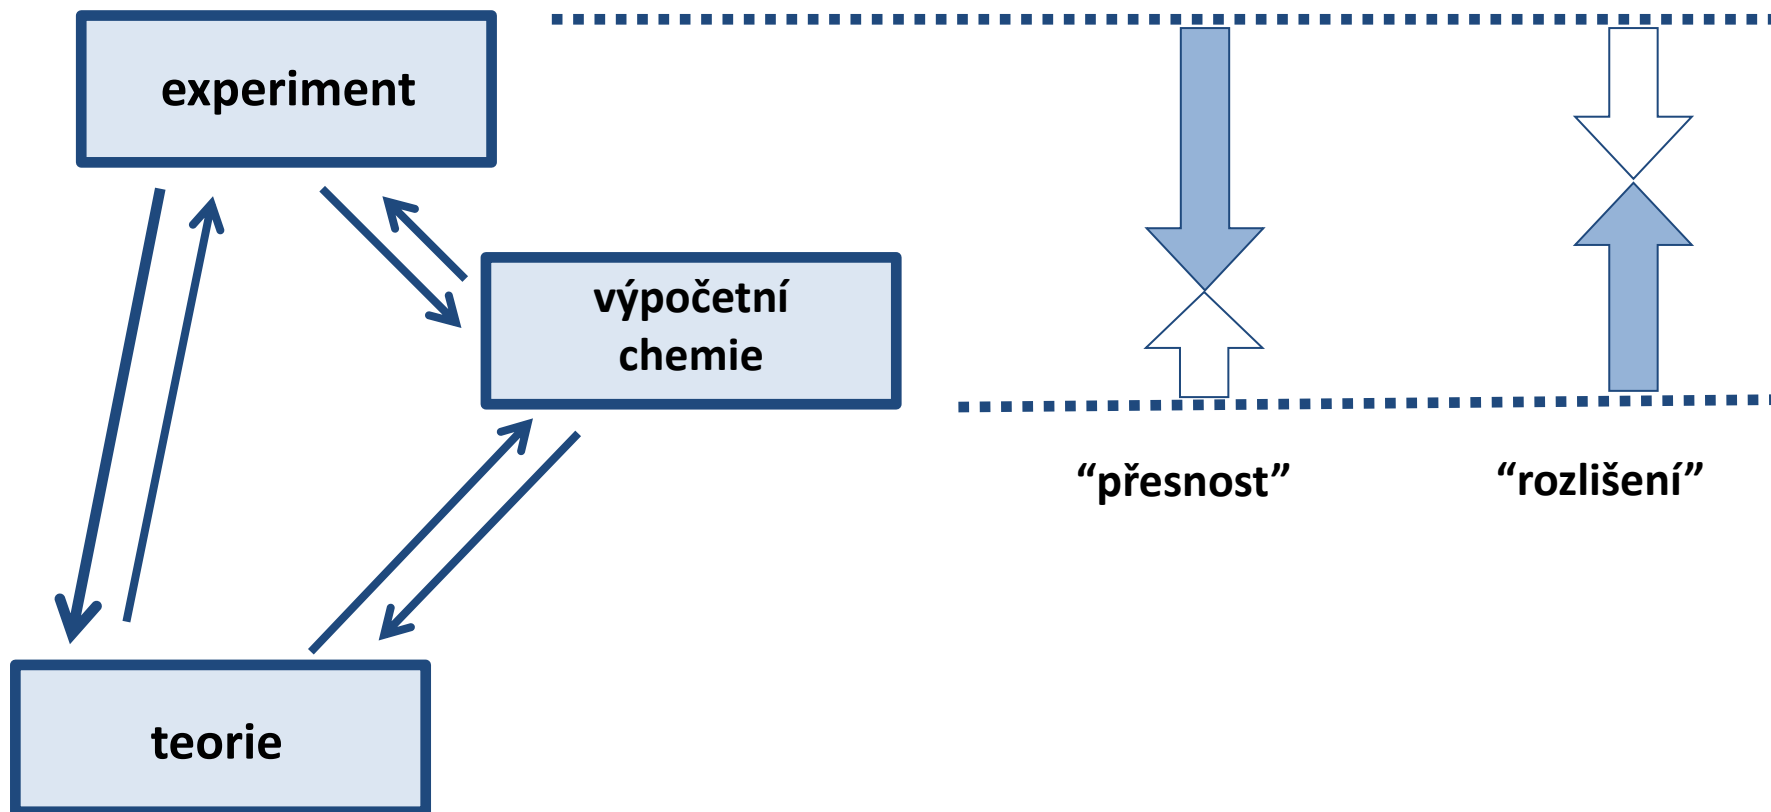 experiment
výpočetní
chemie
“přesnost”
“rozlišení”
teorie